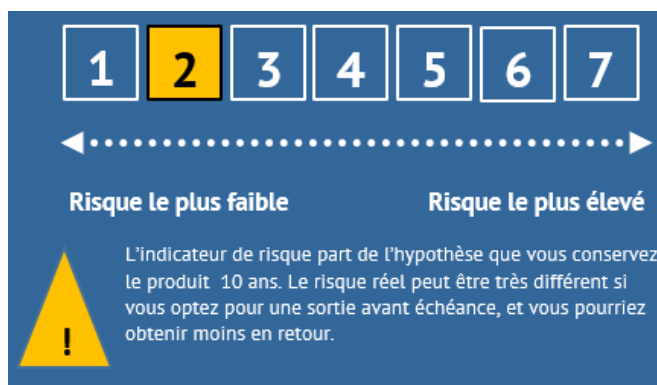 1 2 3 4 5 6 7
Risque le plus faible Risque le plus élevé
L'indicateur de risque part de l'hypothèse que vous conservez
le produit 10 ans. Le risque réel peut être très différent si
vous optez pour une sortie avant échéance, et vous pourriez
obtenir moins en retour.
!